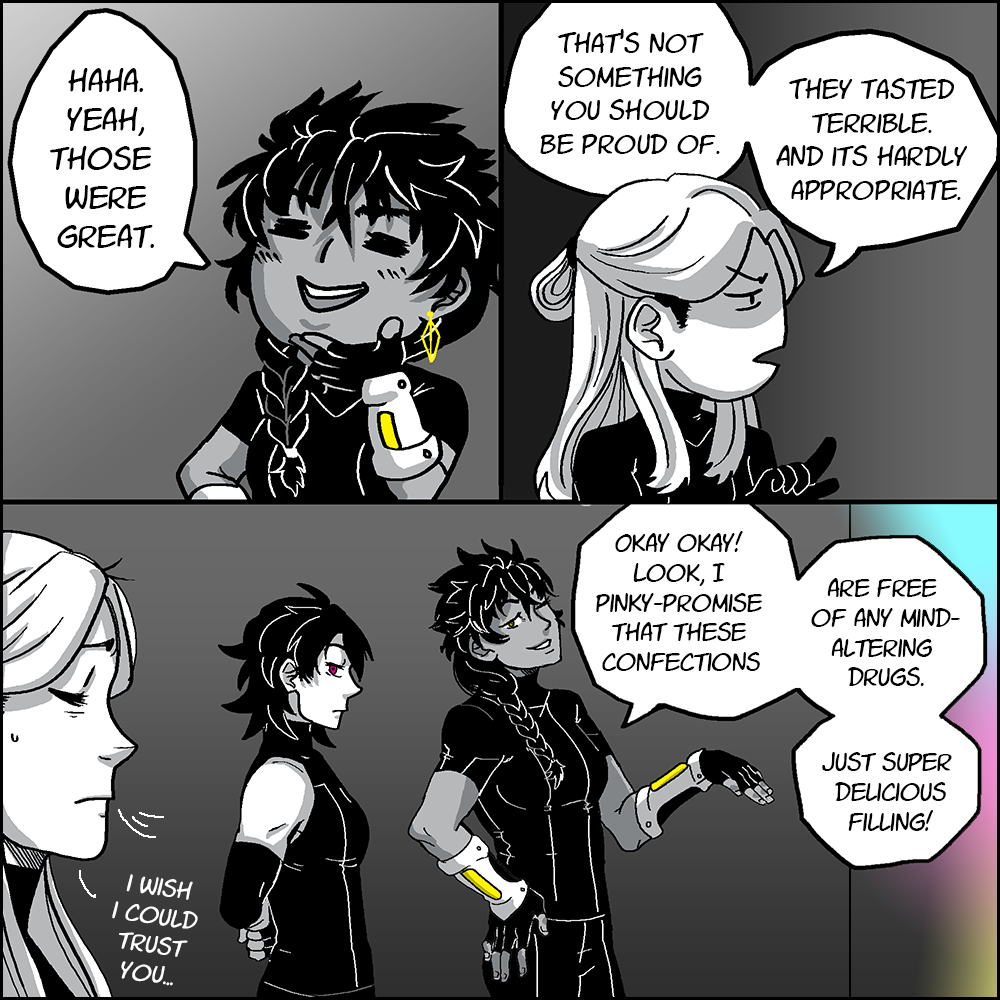 HAHA.
YEAH,
THOSE
WERE
GREAT.
THAT'S NOT
SOMETHING
YOU SHOULD
BE PROUD OF.
THEY TASTED
TERRIBLE.
AND ITS HARDLY
APPROPRIATE.
OKAY OKAY!
LOOK, I
PINKY-PROMISE
THAT THESE
CONFECTIONS
ARE FREE
OF ANY MIND-
ALTERING
DRUGS.
JUST SUPER
DELICIOUS
FILLING!
I WISH
I COULD
TRUST
YOU...